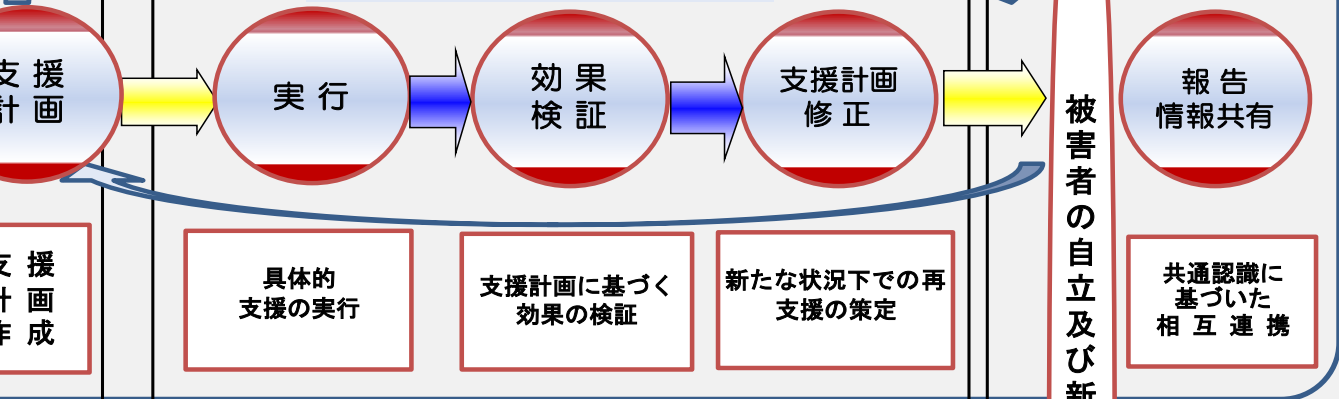 支 援
計 画
実 行
効 果
検 証
支援計画
修 正
報 告
情報共有
被害者の自立及び新
支 援
計 画
作 成
具体的
支援の実行
支援計画に基づく
効果の検証
新たな状況下での再
支援の策定
共通認識に
基づいた
相 互 連 携